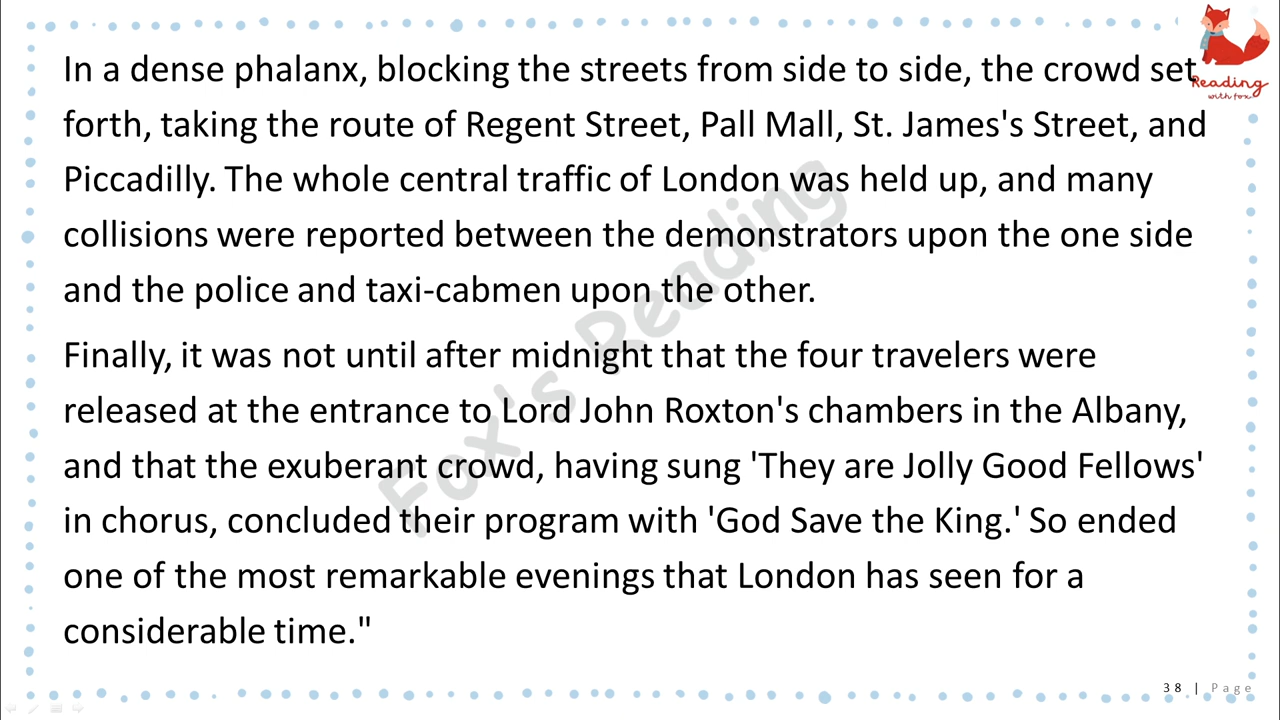 In a dense phalanx, blocking the streets from side to side, the crowd set
forth, taking the route of Regent Street, Pall Mall, St. James's Street, and
Piccadilly. The whole central traffic of London was held up, and many
collisions were reported between the demonstrators upon the one side
and the police and taxi-cabmen upon the other.
Finally, it was not until after midnight that the four travelers were
released at the entrance to Lord John Roxton's chambers in the Albany,
and that the exuberant crowd, having sung 'They are Jolly Good Fellows'
in chorus, concluded their program with 'God Save the King.' So ended
one of the most remarkable evenings that London has seen for a
considerable time."
Reading
with fox
Fox's Reading
38 | Page